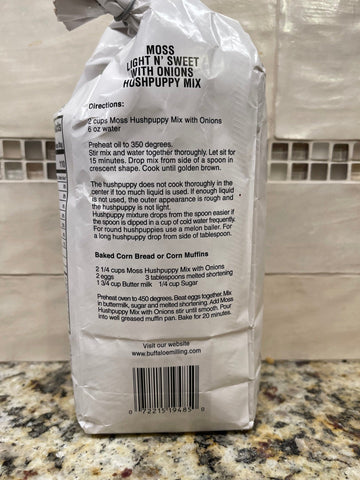 MOSS
LIGHT N' SWEET
WITH ONIONS
HUSHPUPPY MIX
Directions:
2 cups Moss Hushpuppy Mix with Onions
6 oz water
Preheat oil to 350 degrees.
Stir mix and water together thoroughly. Let sit for
15 minutes. Drop mix from side of a spoon in
crescent shape. Cook until golden brown.
The hushpuppy does not cook thoroughly in the
center if too much liquid is used. If enough liquid
is not used, the outer appearance is rough and
the hushpuppy is not light.
Hushpuppy mixture drops from the spoon easier if
the spoon is dipped in a cup of cold water frequently.
For round hushpuppies use a melon baller. For
a long hushpuppy drop from side of tablespoon.
Baked Corn Bread or Corn Muffins
2 1/4 cups Moss Hushpuppy Mix with Onions
2 eggs 3 tablespoons melted shortening
1 3/4 cup Butter milk 1/4 cup Sugar
Preheat oven to 450 degrees. Beat eggs together, Mix
in buttermilk, sugar and melted shortening. Add Moss
Hushpuppy Mix with Onions stir until smooth. Pour
into well greased muffin pan. Bake for 20 minutes.
Visit our website
www.buffaloemilling.com
0 72215 19485 0